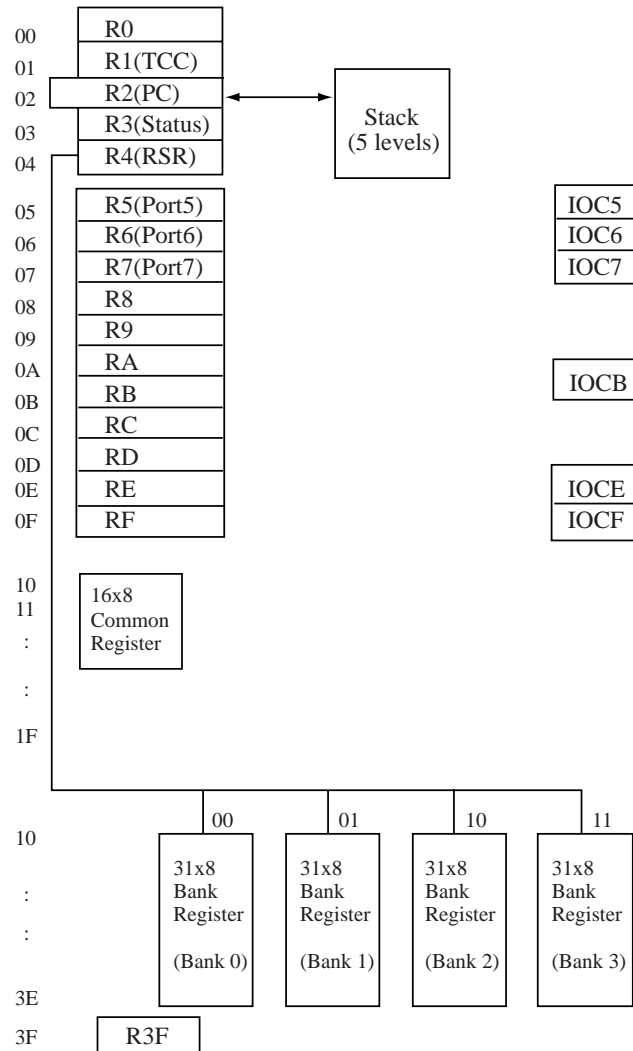 00 R0
01 R1(TCC)
02 R2(PC)
03 R3(Status)
04 R4(RSR)
Stack
(5 levels)
05 R5(Port5) IOC5
06 R6(Port6) IOC6
07 R7(Port7) IOC7
08 R8
09 R9
0A RA
0B RB IOCB
0C RC
0D RD
0E RE IOCE
0F RF IOCF
10
11
:
:
1F
16x8
Common
Register
00 01 10 11
10
:
:
3E
31x8
Bank
Register
(Bank 0)
31x8
Bank
Register
(Bank 1)
31x8
Bank
Register
(Bank 2)
31x8
Bank
Register
(Bank 3)
3F R3F